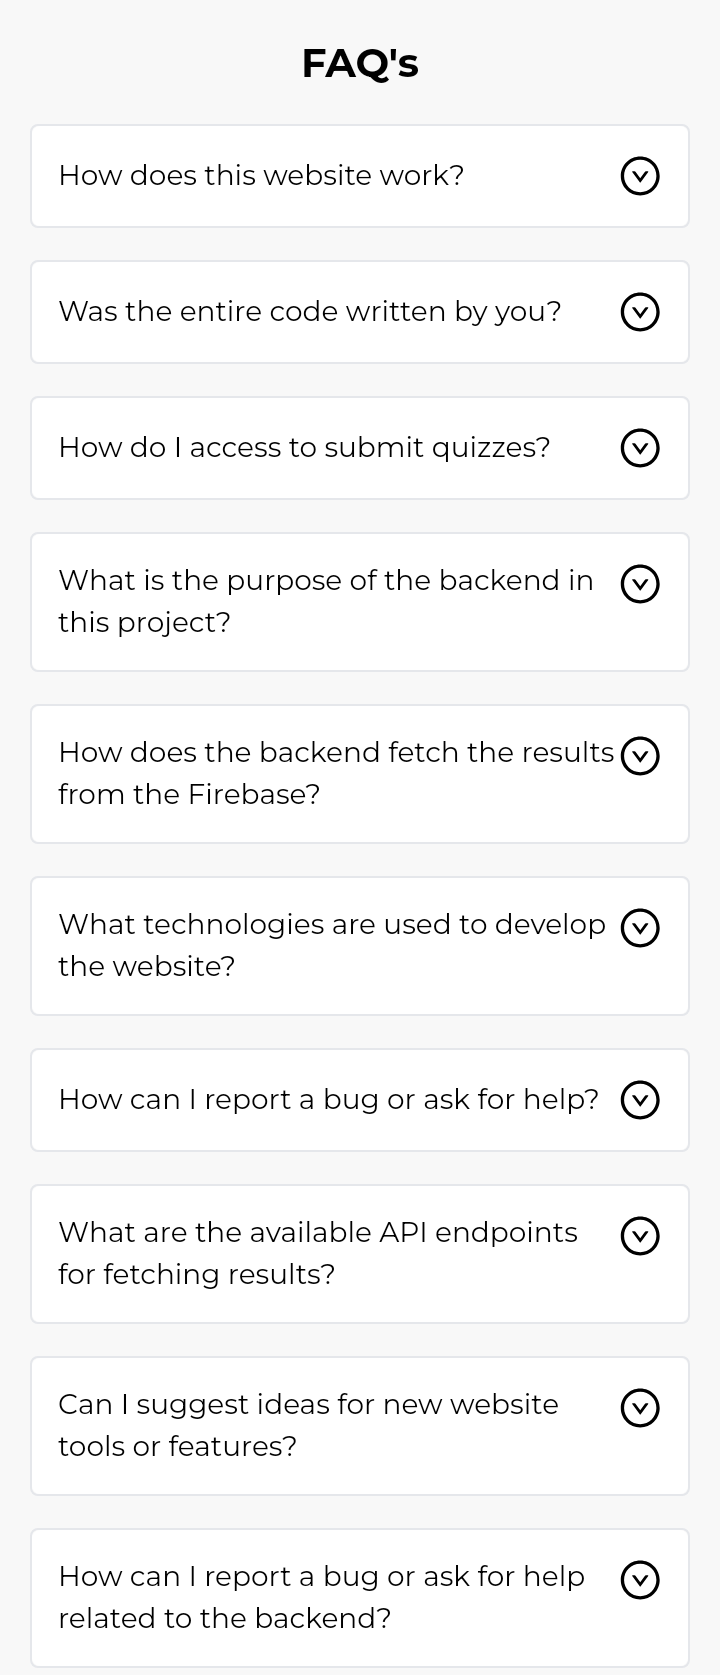 FAQ's
How does this website work?
Was the entire code written by you?
How do I access to submit quizzes?
What is the purpose of the backend in
this project?
How does the backend fetch the results
from the Firebase?
What technologies are used to develop
the website?
How can I report a bug or ask for help?
What are the available API endpoints
for fetching results?
Can I suggest ideas for new website
tools or features?
How can I report a bug or ask for help
related to the backend?